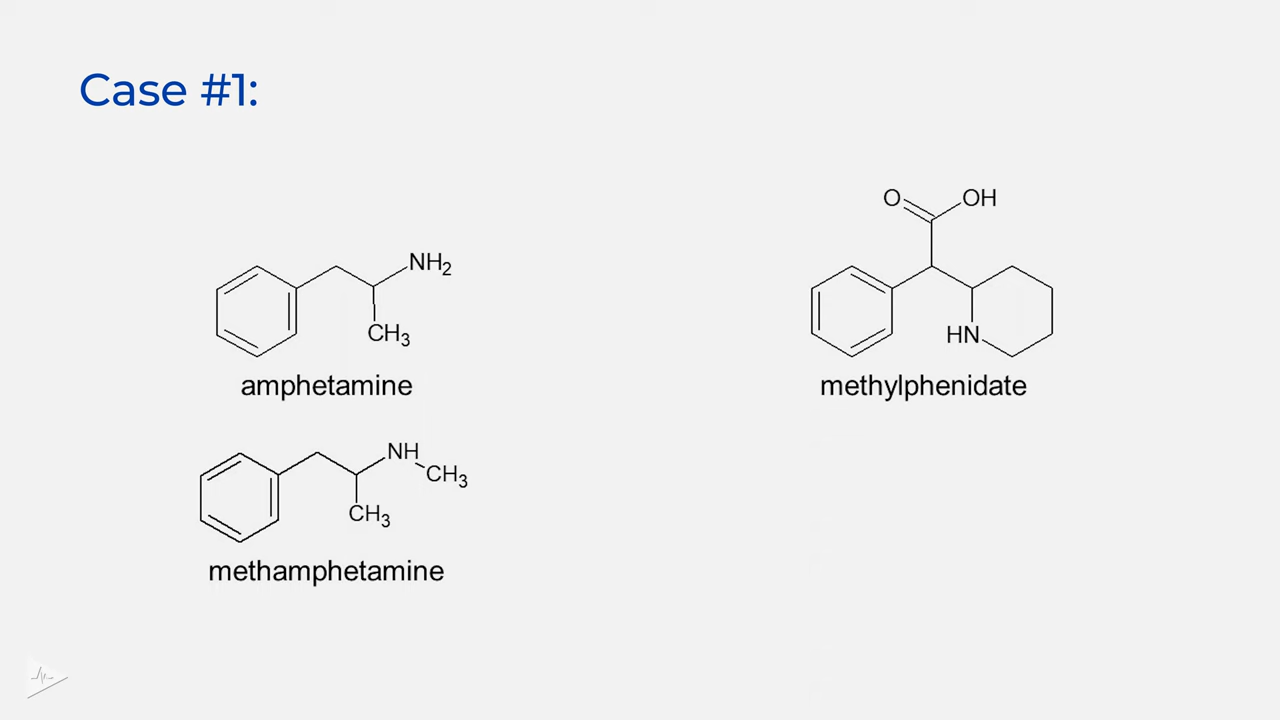 Case #1:
NH₂
CH₃
amphetamine
NH
CH₃
CH₃
methamphetamine
O
OH
HN
methylphenidate